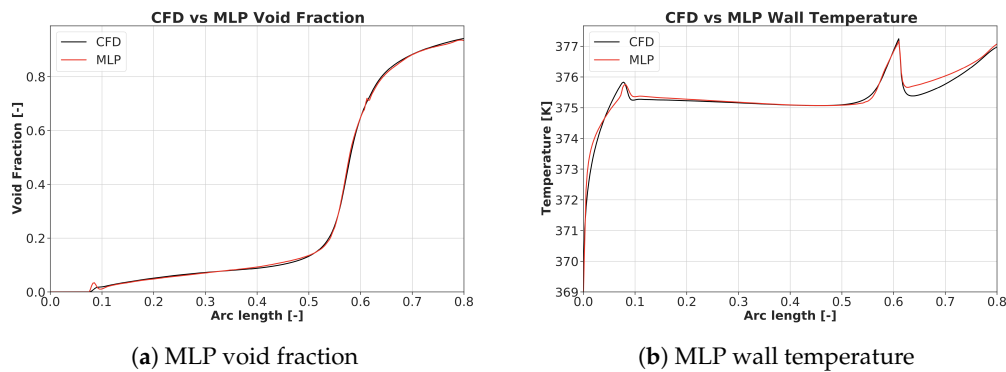 CFD vs MLP Void Fraction
CFD
MLP
Void Fraction [-]
0.8
0.6
0.4
0.2
0.0
0.0 0.1 0.2 0.3 0.4 0.5 0.6 0.7 0.8
Arc length [-]
(a) MLP void fraction
CFD vs MLP Wall Temperature
CFD
MLP
Temperature [K]
377
376
375
374
373
372
371
370
369
0.0 0.1 0.2 0.3 0.4 0.5 0.6 0.7 0.8
Arc length [-]
(b) MLP wall temperature